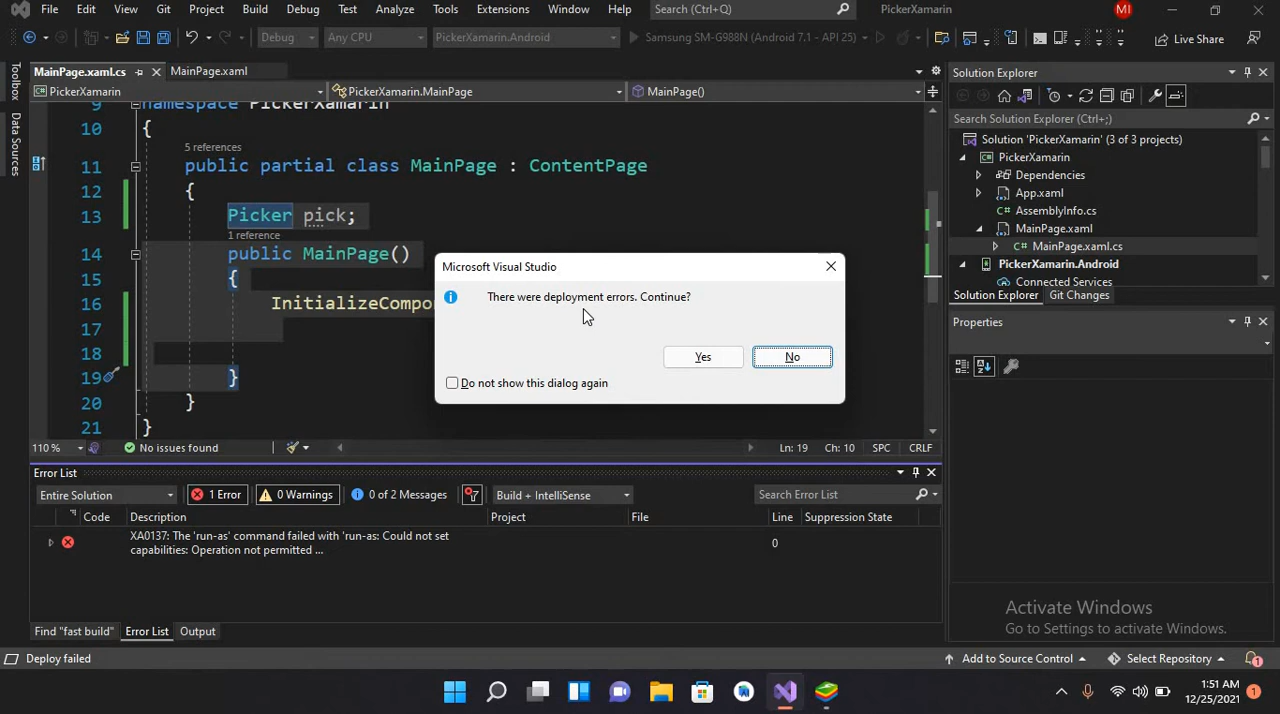 File Edit View Git Project Build Debug Test Analyze Tools Extensions Window Help Search (Ctrl+Q) PickerXamarin MI
Debug Any CPU PickerXamarin.Android Samsung SM-G988N (Android 7.1 - API 25) Live Share
MainPage.xaml.cs MainPage.xaml
PickerXamarin PickerXamarin.MainPage MainPage()
Toolbox
Data Sources
9 namespace PickerXamarin
10 {
5 references
11 public partial class MainPage : ContentPage
12 {
13 Picker pick;
1 reference
14 public MainPage()
15 {
16 InitializeCompo
17
18
19 }
20 }
21 }
110 % No issues found Ln: 19 Ch: 10 SPC CRLF
Microsoft Visual Studio
There were deployment errors. Continue?
Yes No
Do not show this dialog again
Error List
Entire Solution 1 Error 0 Warnings 0 of 2 Messages Build + IntelliSense Search Error List
Code Description Project File Line Suppression State
XA0137: The 'run-as' command failed with 'run-as: Could not set
capabilities: Operation not permitted ...
0
Find "fast build" Error List Output
Solution Explorer
Search Solution Explorer (Ctrl+;)
Solution 'PickerXamarin' (3 of 3 projects)
PickerXamarin
Dependencies
App.xaml
AssemblyInfo.cs
MainPage.xaml
MainPage.xaml.cs
PickerXamarin.Android
Connected Services
Solution Explorer Git Changes
Properties
Activate Windows
Go to Settings to activate Windows.
Deploy failed Add to Source Control Select Repository 1
1:51 AM
12/25/2021 1